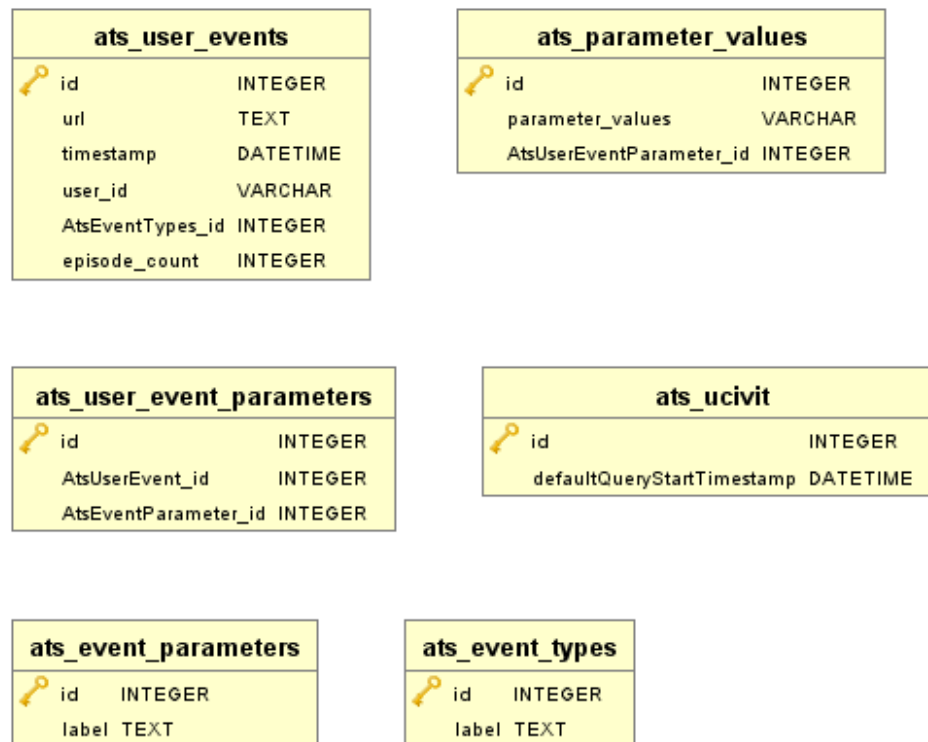 ats_user_events
id INTEGER
url TEXT
timestamp DATETIME
user_id VARCHAR
AtsEventTypes_id INTEGER
episode_count INTEGER
ats_parameter_values
id INTEGER
parameter_values VARCHAR
AtsUserEventParameter_id INTEGER
ats_user_event_parameters
id INTEGER
AtsUserEvent_id INTEGER
AtsEventParameter_id INTEGER
ats_ucivit
id INTEGER
defaultQueryStartTimestamp DATETIME
ats_event_parameters
id INTEGER
label TEXT
ats_event_types
id INTEGER
label TEXT